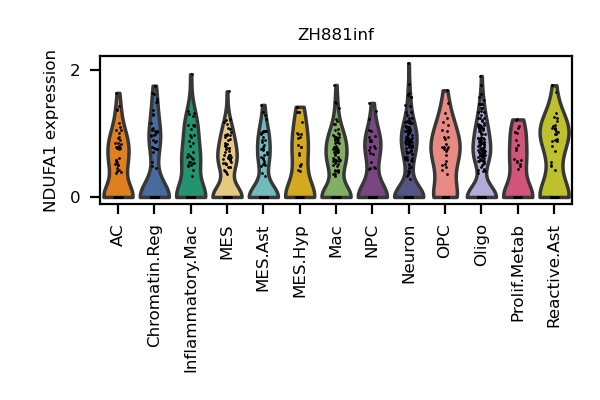 ZH881inf
NDUFA1 expression
2
0
AC
Chromatin.Reg
Inflammatory.Mac
MES
MES.Ast
MES.Hyp
Mac
NPC
Neuron
OPC
Oligo
Prolif.Metab
Reactive.Ast